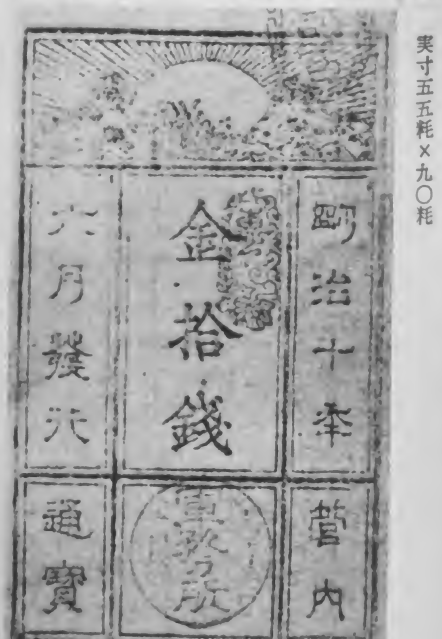 実寸五五粍×九〇粍
明治十年
金拾錢
六月發行
管内
軍務所
通寶